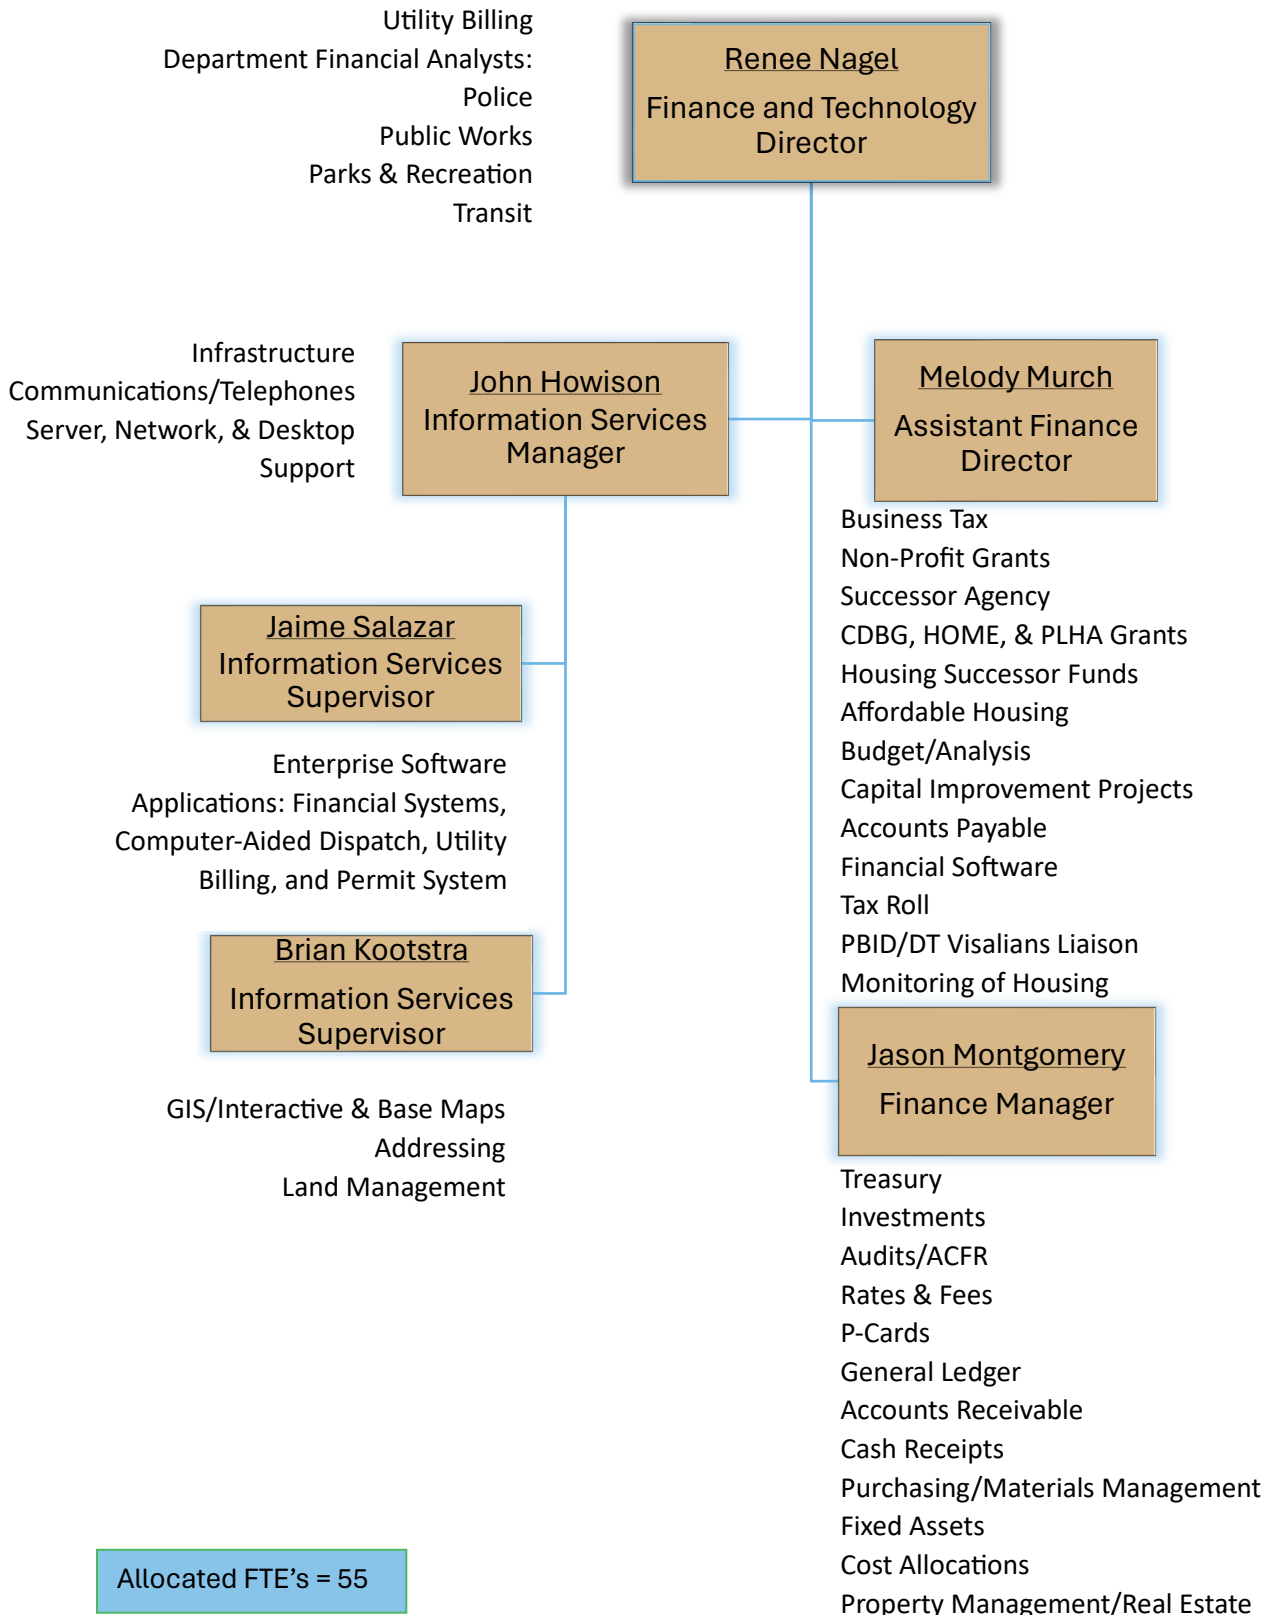 Utility Billing
Department Financial Analysts:
Police
Public Works
Parks & Recreation
Transit
Renee Nagel
Finance and Technology
Director
Infrastructure
Communications/Telephones
Server, Network, & Desktop
Support
John Howison
Information Services
Manager
Melody Murch
Assistant Finance
Director
Business Tax
Non-Profit Grants
Successor Agency
CDBG, HOME, & PLHA Grants
Housing Successor Funds
Affordable Housing
Budget/Analysis
Capital Improvement Projects
Accounts Payable
Financial Software
Tax Roll
PBID/DT Visalians Liaison
Monitoring of Housing
Jaime Salazar
Information Services
Supervisor
Enterprise Software
Applications: Financial Systems,
Computer-Aided Dispatch, Utility
Billing, and Permit System
Brian Kootstra
Information Services
Supervisor
GIS/Interactive & Base Maps
Addressing
Land Management
Jason Montgomery
Finance Manager
Treasury
Investments
Audits/ACFR
Rates & Fees
P-Cards
General Ledger
Accounts Receivable
Cash Receipts
Purchasing/Materials Management
Fixed Assets
Cost Allocations
Property Management/Real Estate
Allocated FTE's = 55